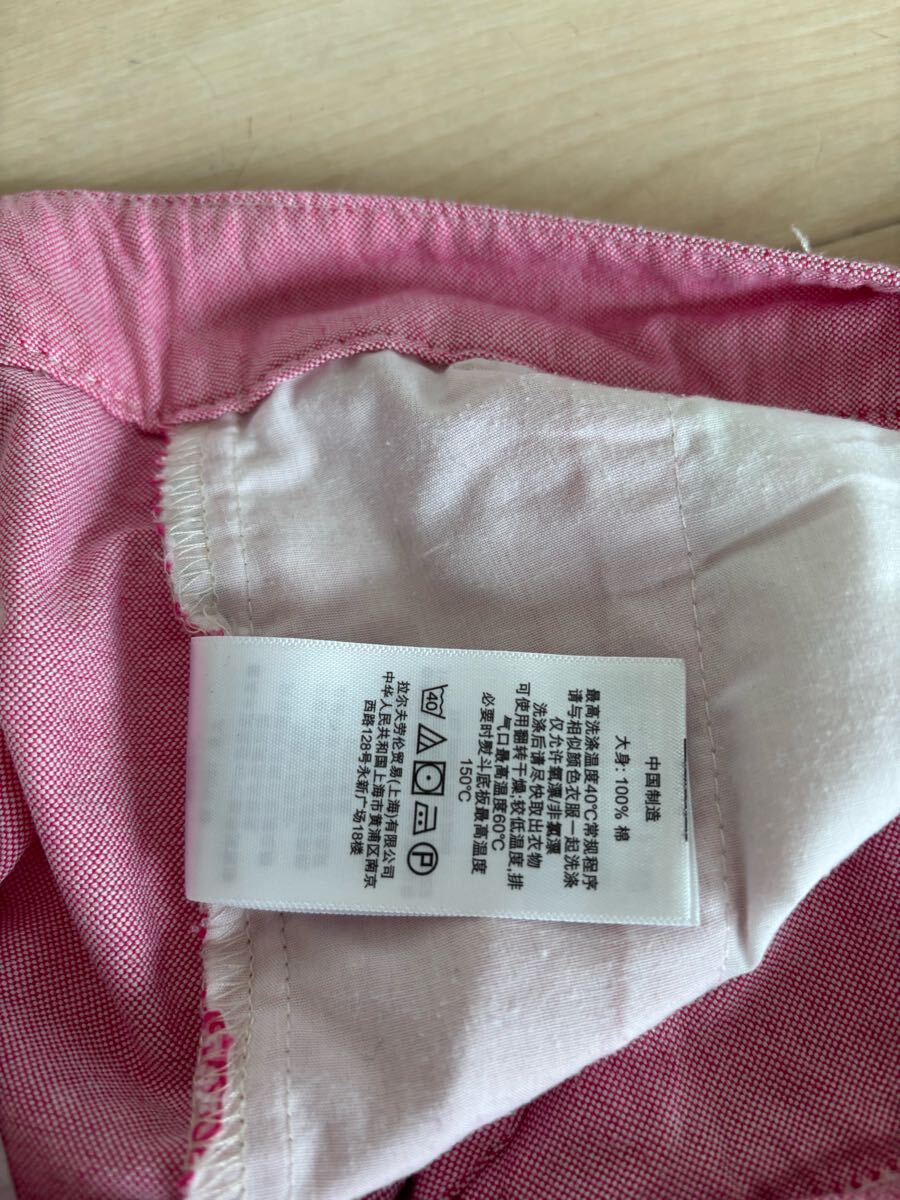 中国制造
大身: 100% 棉
最高洗涤温度40℃常规程序
请与相似颜色衣服一起洗涤
仅允许氧漂/非氯漂
洗涤后请尽快取出衣物
可使用翻转干燥;较低温度,排
气口最高温度60℃
必要时熨斗底板最高温度
150℃
40
P
拉尔夫劳伦贸易(上海)有限公司
中华人民共和国上海市黄浦区南京
西路128号永新广场18楼